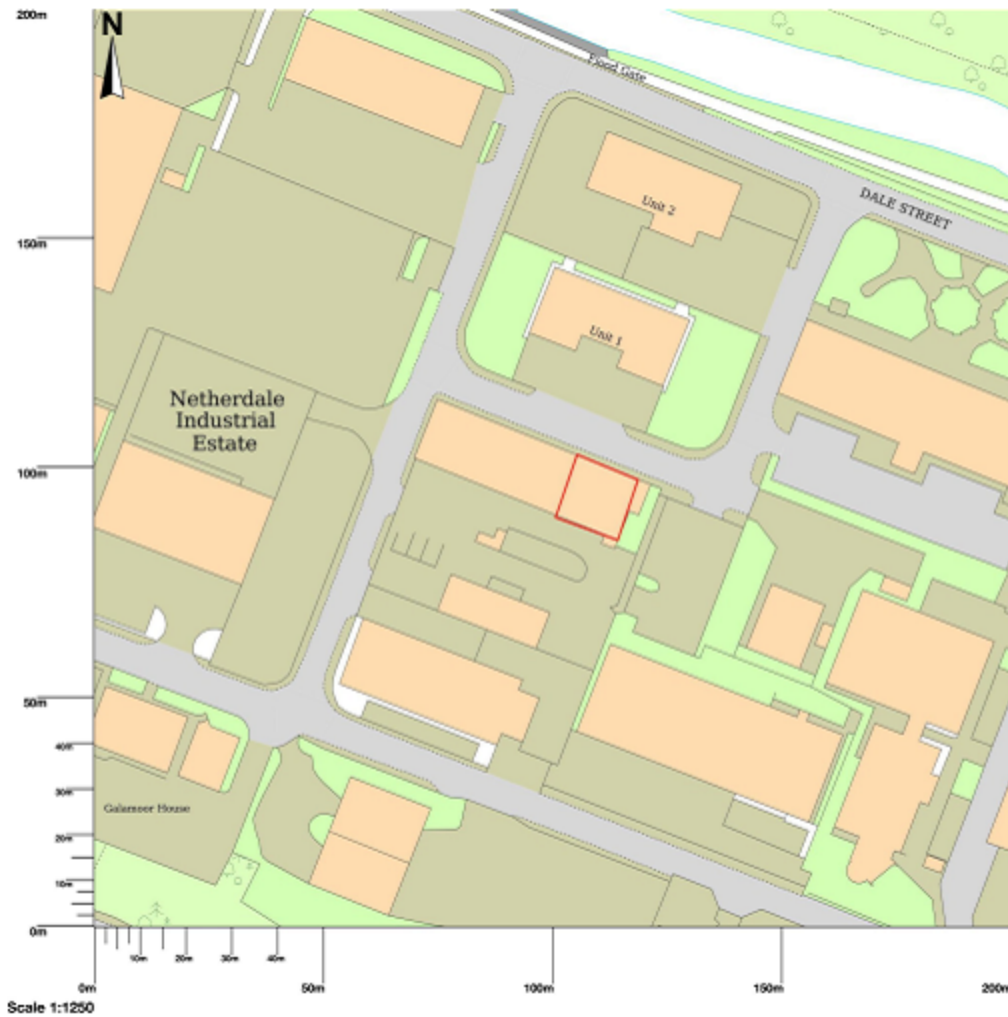 200m
N
Flood Gate
DALE STREET
Unit 2
150m
Unit 1
Netherdale
Industrial
Estate
100m
50m
40m
30m
Galamoor House
20m
10m
0m
10m
20m
30m
40m
0m
50m
100m
150m
200m
Scale 1:1250